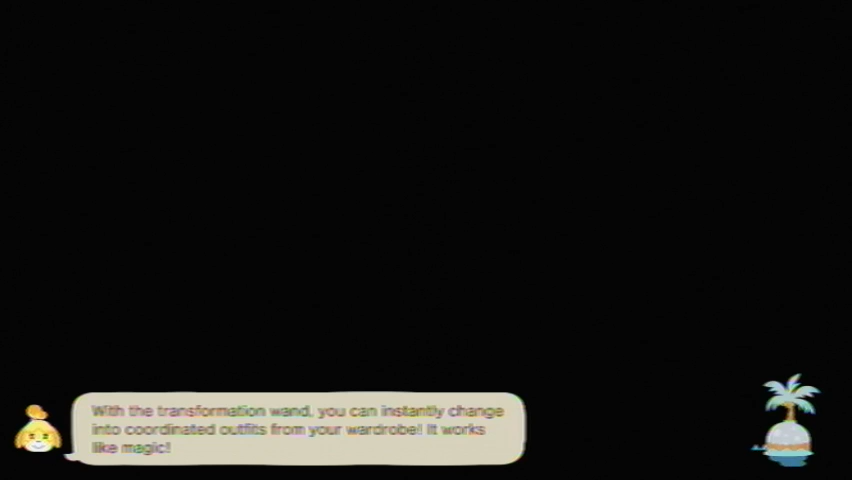 With the transformation wand, you can instantly change
into coordinated outfits from your wardrobe! It works
like magic!